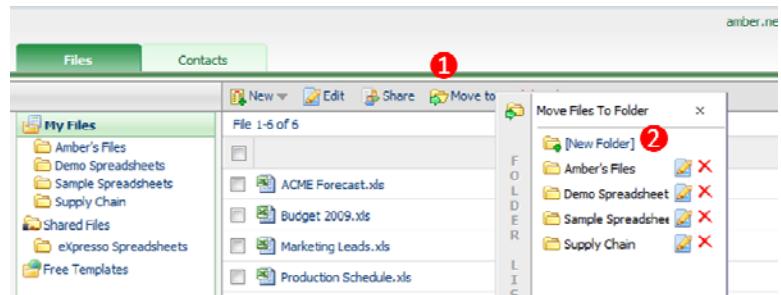 amber.ne
Files
Contacts
1
New
Edit
Share
Move to
My Files
Amber's Files
Demo Spreadsheets
Sample Spreadsheets
Supply Chain
Shared Files
eXpresso Spreadsheets
Free Templates
File 1-6 of 6
ACME Forecast.xls
Budget 2009.xls
Marketing Leads.xls
Production Schedule.xls
FOLDER LIS
Move Files To Folder
[New Folder]
2
Amber's Files
Demo Spreadsheet
Sample Spreadshee
Supply Chain